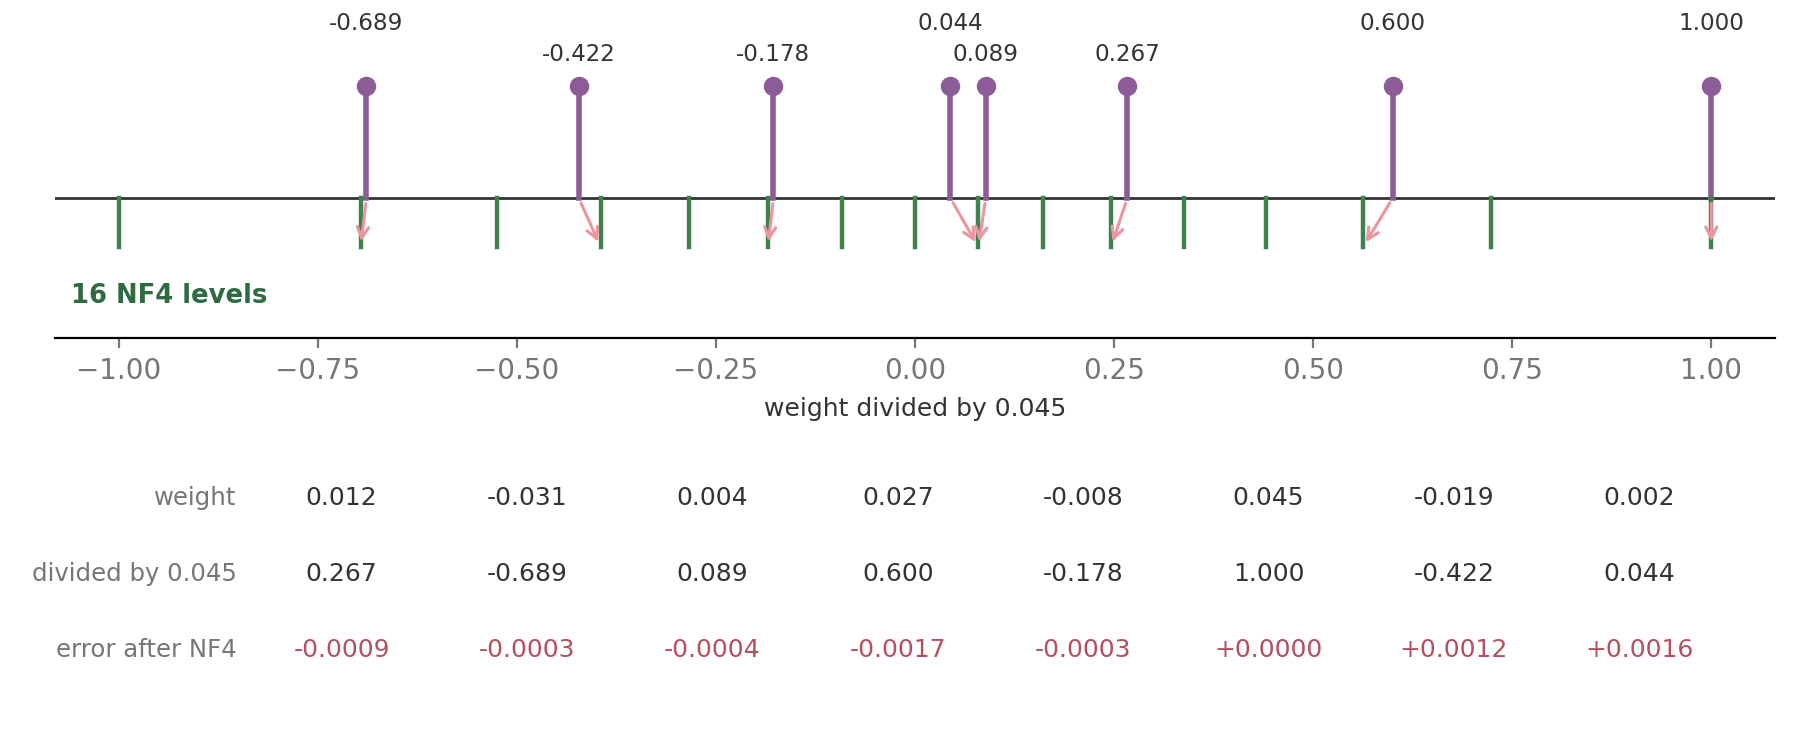 -0.689 0.044 0.600 1.000
-0.422 -0.178 0.089 0.267
16 NF4 levels
−1.00 −0.75 −0.50 −0.25 0.00 0.25 0.50 0.75 1.00
weight divided by 0.045
weight 0.012 -0.031 0.004 0.027 -0.008 0.045 -0.019 0.002
divided by 0.045 0.267 -0.689 0.089 0.600 -0.178 1.000 -0.422 0.044
error after NF4 -0.0009 -0.0003 -0.0004 -0.0017 -0.0003 +0.0000 +0.0012 +0.0016